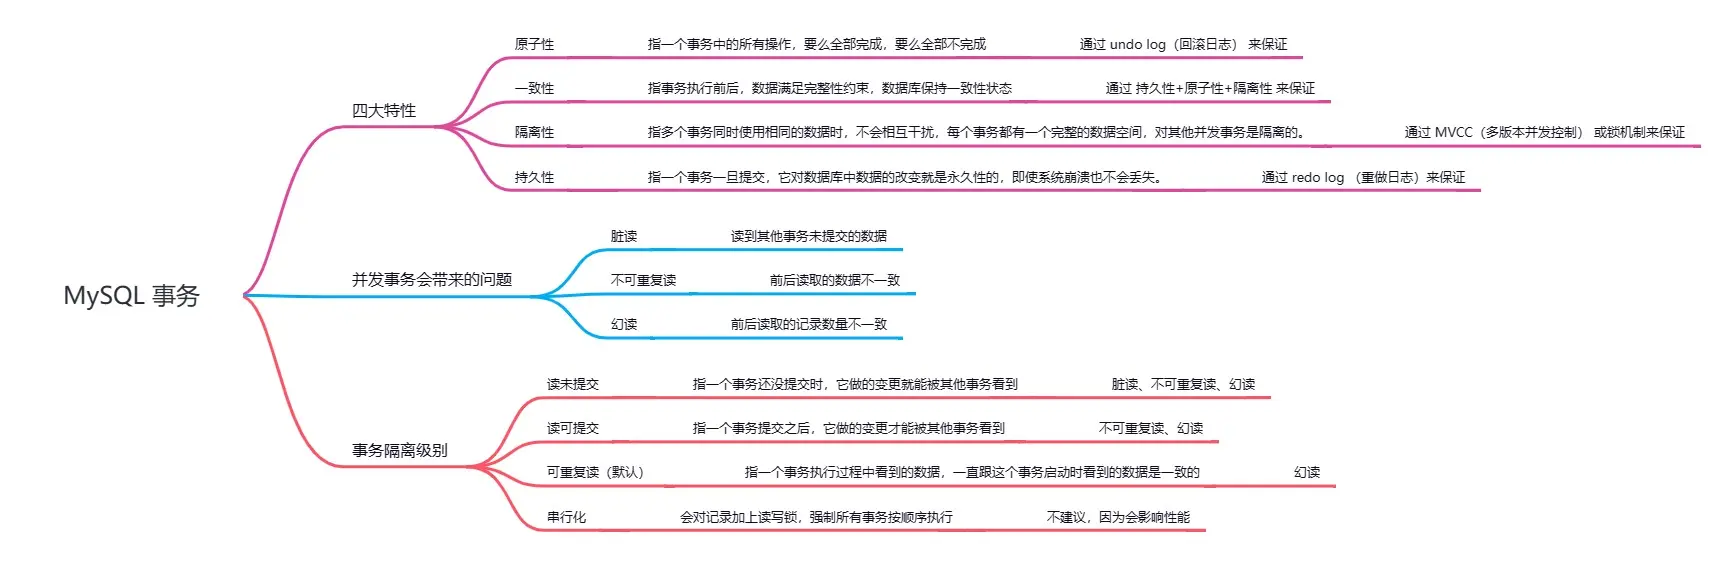 MySQL 事务
四大特性
原子性 指一个事务中的所有操作，要么全部完成，要么全部不完成 通过 undo log（回滚日志） 来保证
一致性 指事务执行前后，数据满足完整性约束，数据库保持一致性状态 通过 持久性+原子性+隔离性 来保证
隔离性 指多个事务同时使用相同的数据时，不会相互干扰，每个事务都有一个完整的数据空间，对其他并发事务是隔离的。 通过 MVCC（多版本并发控制） 或锁机制来保证
持久性 指一个事务一旦提交，它对数据库中数据的改变就是永久性的，即使系统崩溃也不会丢失。 通过 redo log （重做日志）来保证
并发事务会带来的问题
脏读 读到其他事务未提交的数据
不可重复读 前后读取的数据不一致
幻读 前后读取的记录数量不一致
事务隔离级别
读未提交 指一个事务还没提交时，它做的变更就能被其他事务看到 脏读、不可重复读、幻读
读可提交 指一个事务提交之后，它做的变更才能被其他事务看到 不可重复读、幻读
可重复读（默认） 指一个事务执行过程中看到的数据，一直跟这个事务启动时看到的数据是一致的 幻读
串行化 会对记录加上读写锁，强制所有事务按顺序执行 不建议，因为会影响性能